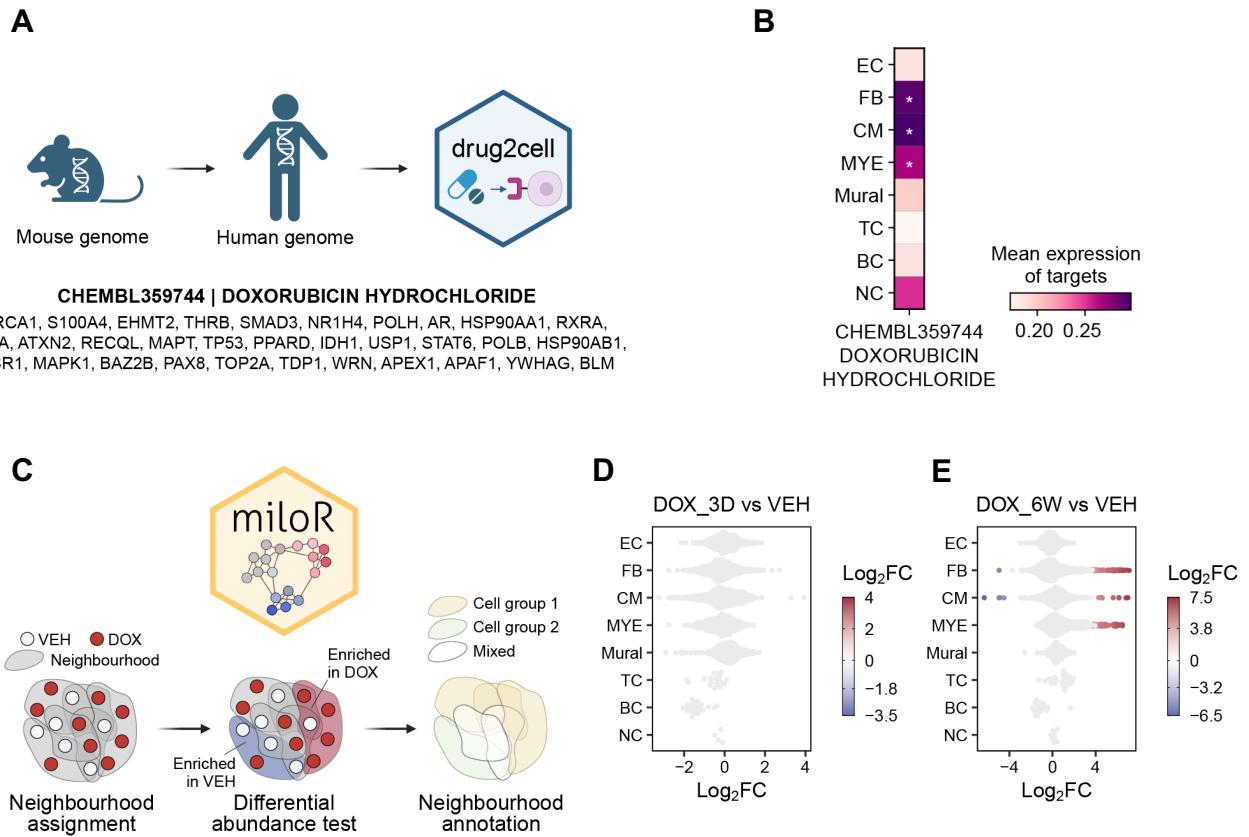 A
Mouse genome
Human genome
drug2cell
CHEMBL359744 | DOXORUBICIN HYDROCHLORIDE
RCA1, S100A4, EHMT2, THRB, SMAD3, NR1H4, POLH, AR, HSP90AA1, RXRA,
A, ATXN2, RECQL, MAPT, TP53, PPARD, IDH1, USP1, STAT6, POLB, HSP90AB1,
R1, MAPK1, BAZ2B, PAX8, TOP2A, TDP1, WRN, APEX1, APAF1, YWHAG, BLM
B
EC
FB *
CM *
MYE *
Mural
TC
BC
NC
CHEMBL359744
DOXORUBICIN
HYDROCHLORIDE
Mean expression
of targets
0.20 0.25
C
miloR
VEH DOX
Neighbourhood
Enriched
in DOX
Enriched
in VEH
Cell group 1
Cell group 2
Mixed
Neighbourhood
assignment
Differential
abundance test
Neighbourhood
annotation
D
DOX_3D vs VEH
EC
FB
CM
MYE
Mural
TC
BC
NC
−2 0 2 4
Log2FC
Log2FC
4
2
0
−1.8
−3.5
E
DOX_6W vs VEH
EC
FB
CM
MYE
Mural
TC
BC
NC
−4 0 4
Log2FC
Log2FC
7.5
3.8
0
−3.2
−6.5